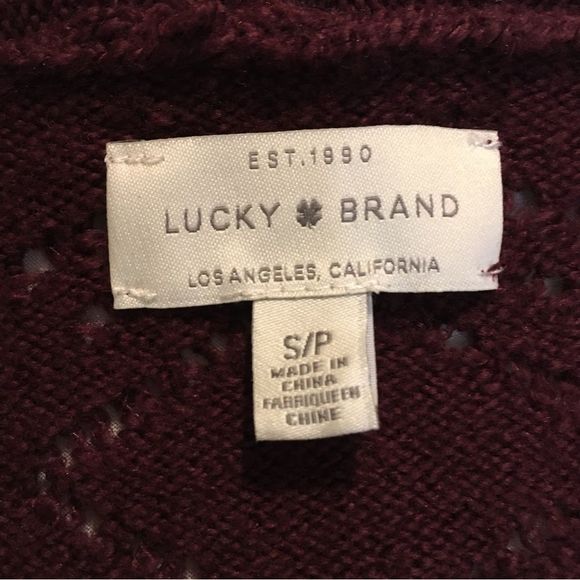 EST.1990
LUCKY BRAND
LOS ANGELES, CALIFORNIA
S/P
MADE IN
CHINA
FABRIQUE EN
CHINE